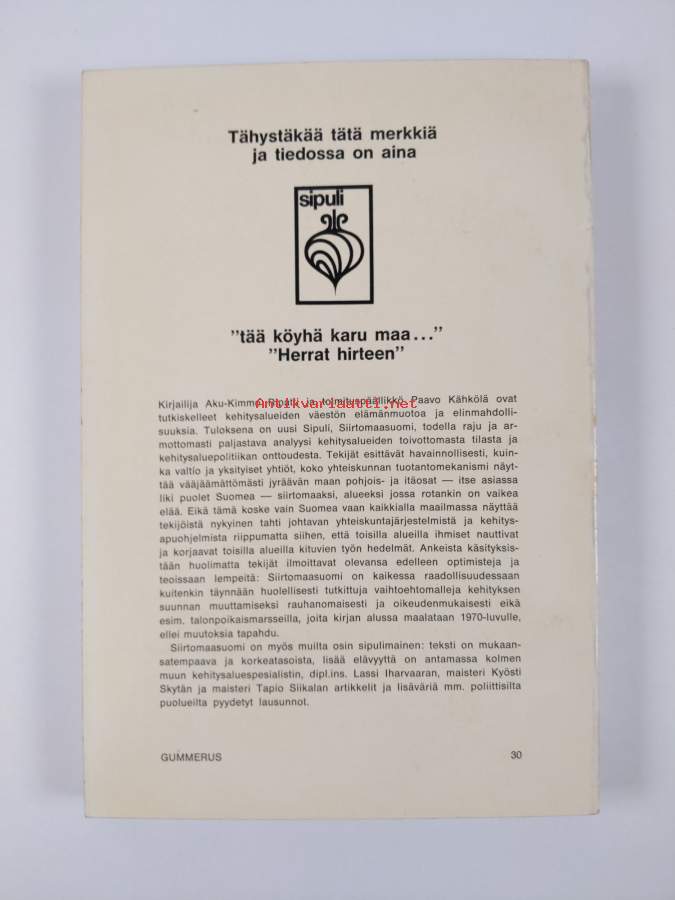 Tähystäkää tätä merkkiä
ja tiedossa on aina
sipuli
”tää köyhä karu maa...”
”Herrat hirteen”
Antikvariaatti.net
Kirjailija Aku-Kimmo Ripatti ja toimituspäällikkö Paavo Kähkölä ovat
tutkiskelleet kehitysalueiden väestön elämänmuotoa ja elinmahdolli-
suuksia. Tuloksena on uusi Sipuli, Siirtomaasuomi, todella raju ja ar-
mottomasti paljastava analyysi kehitysalueiden toivottomasta tilasta ja
kehitysaluepolitiikan onttoudesta. Tekijät esittävät havainnollisesti, kuin-
ka valtio ja yksityiset yhtiöt, koko yhteiskunnan tuotantomekanismi näyt-
tää vääjäämättömästi jyräävän maan pohjois- ja itäosat — itse asiassa
liki puolet Suomea — siirtomaaksi, alueeksi jossa rotankin on vaikea
elää. Eikä tämä koske vain Suomea vaan kaikkialla maailmassa näyttää
tekijöistä nykyinen tahti johtavan yhteiskuntajärjestelmistä ja kehitys-
apuohjelmista riippumatta siihen, että toisilla alueilla ihmiset nauttivat
ja korjaavat toisilla alueilla kituvien työn hedelmät. Ankeista käsityksis-
tään huolimatta tekijät ilmoittavat olevansa edelleen optimisteja ja
teoissaan lempeitä: Siirtomaasuomi on kaikessa raadollisuudessaan
kuitenkin täynnään huolellisesti tutkittuja vaihtoehtomalleja kehityksen
suunnan muuttamiseksi rauhanomaisesti ja oikeudenmukaisesti eikä
esim. talonpoikaismarsseilla, joita kirjan alussa maalataan 1970-luvulle,
ellei muutoksia tapahdu.
Siirtomaasuomi on myös muilta osin sipulimainen: teksti on mukaan-
satempaava ja korkeatasoista, lisää elävyyttä on antamassa kolmen
muun kehitysaluespesialistin, dipl.ins. Lassi Iharvaaran, maisteri Kyösti
Skytän ja maisteri Tapio Siikalan artikkelit ja lisäväriä mm. poliittisilta
puolueilta pyydetyt lausunnot.
GUMMERUS
30